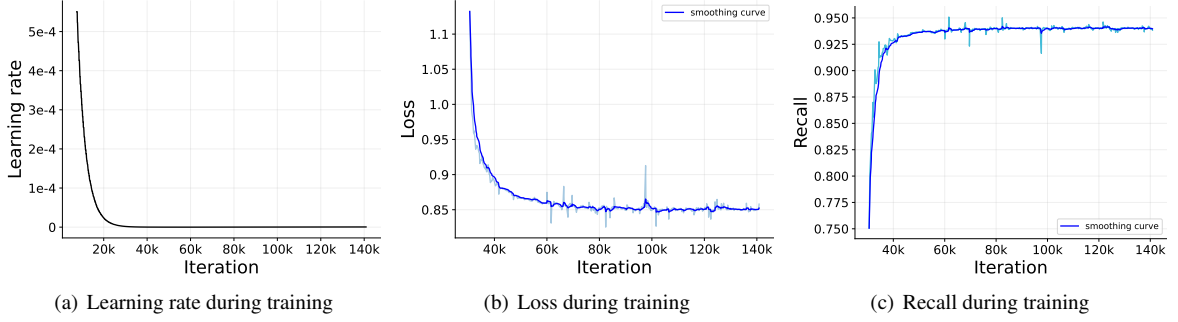 5e-4
4e-4
3e-4
2e-4
1e-4
0
Learning rate
20k 40k 60k 80k 100k 120k 140k
Iteration
(a) Learning rate during training
smoothing curve
1.1
1.05
1.0
0.95
0.9
0.85
Loss
40k 60k 80k 100k 120k 140k
Iteration
(b) Loss during training
0.950
0.925
0.900
0.875
0.850
0.825
0.800
0.775
0.750
Recall
smoothing curve
40k 60k 80k 100k 120k 140k
Iteration
(c) Recall during training